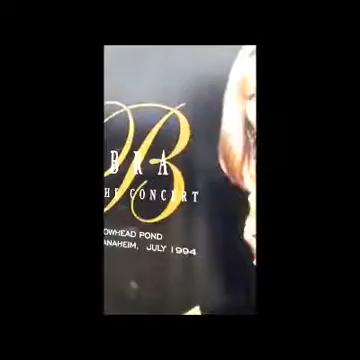 B
BRA
HE CONCERT
OWHEAD POND
ANAHEIM, JULY 1994